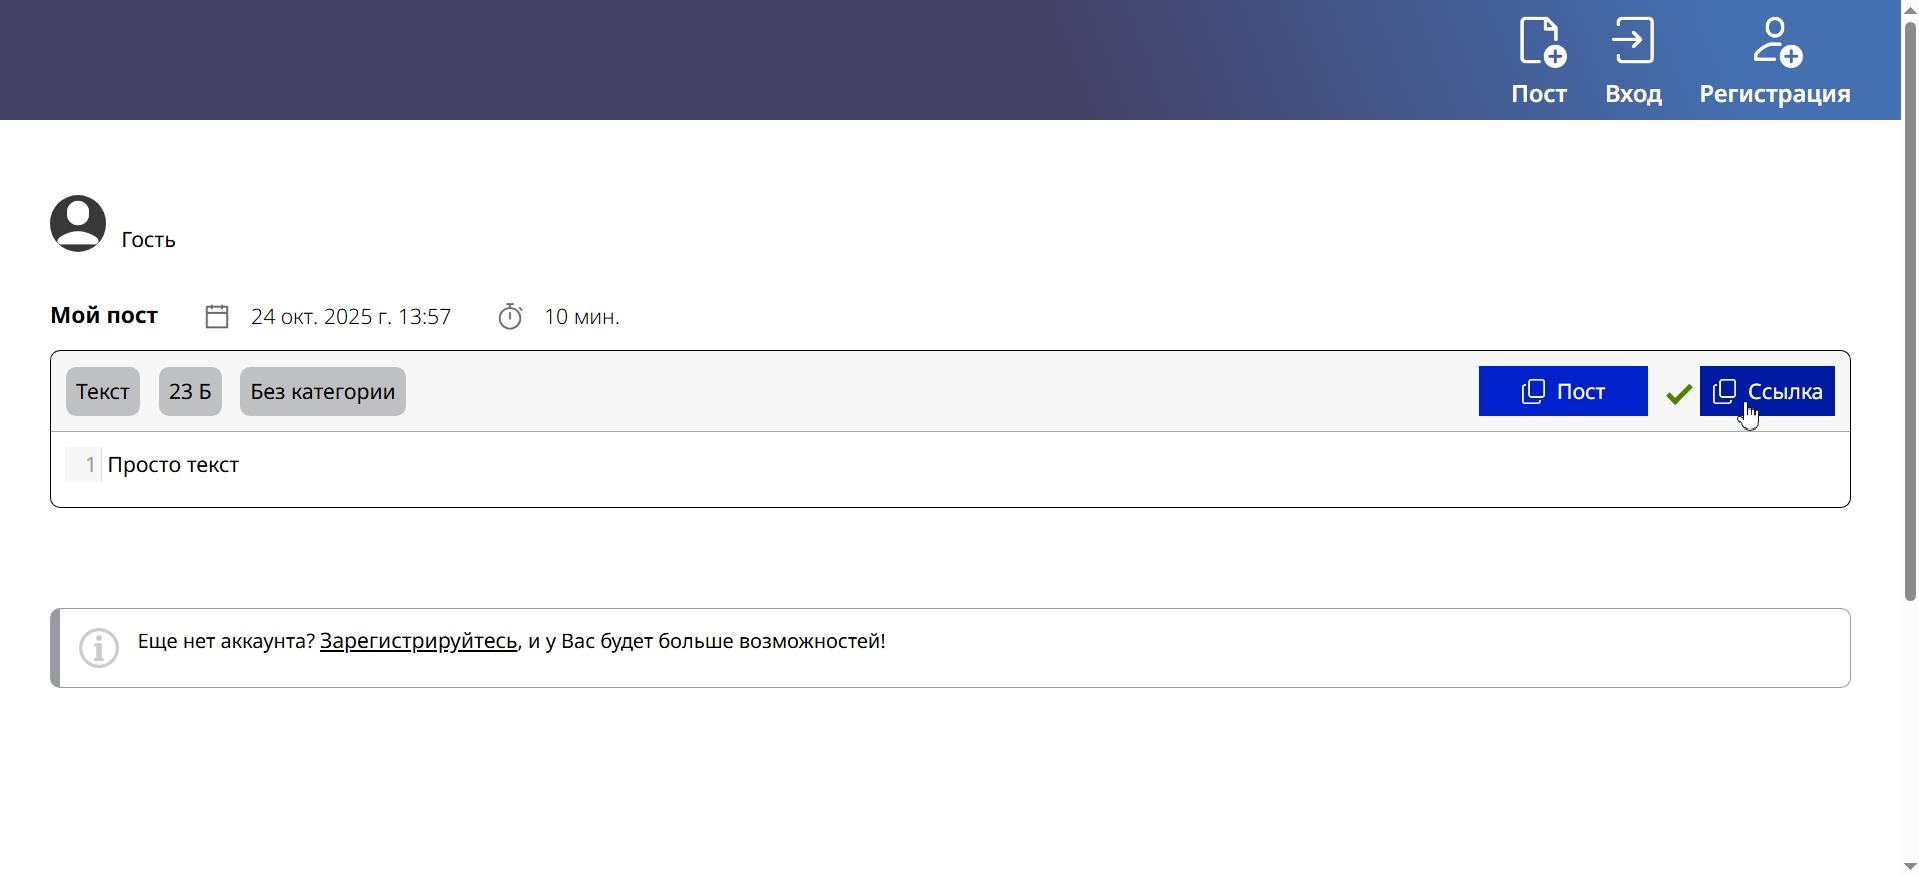 Пост Вход Регистрация
Гость
Мой пост 24 окт. 2025 г. 13:57 10 мин.
Текст 23 Б Без категории Пост Ссылка
1 Просто текст
Еще нет аккаунта? Зарегистрируйтесь, и у Вас будет больше возможностей!